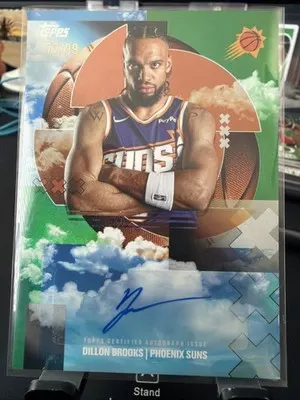 Topps
SUNS
TOPPS CERTIFIED AUTOGRAPH ISSUE
DILLON BROOKS | PHOENIX SUNS
Stand